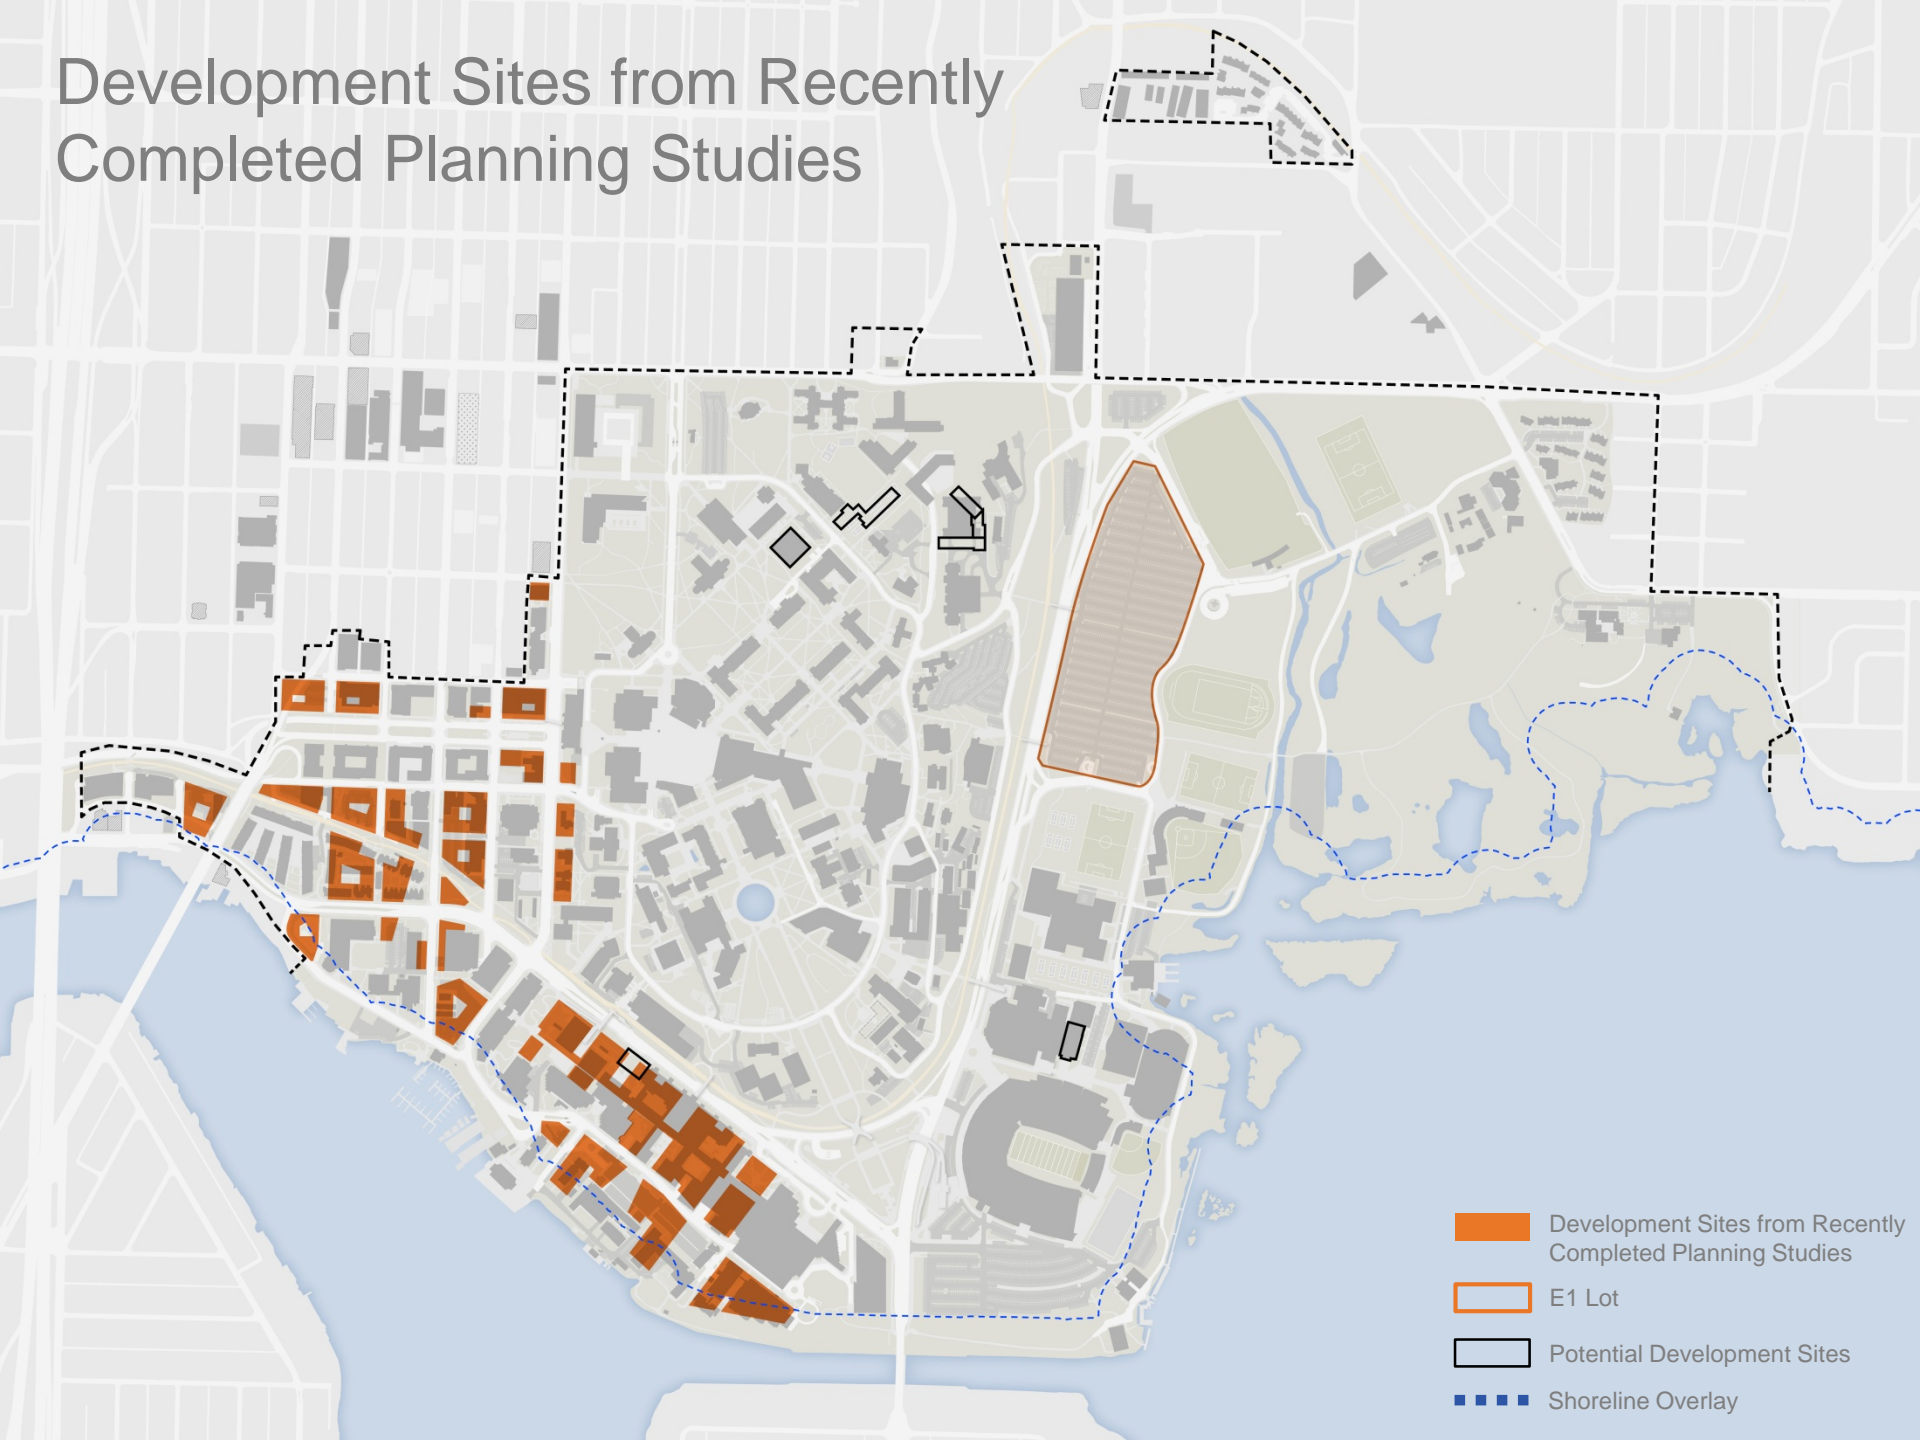 Development Sites from Recently
Completed Planning Studies
Development Sites from Recently
Completed Planning Studies
E1 Lot
Potential Development Sites
Shoreline Overlay